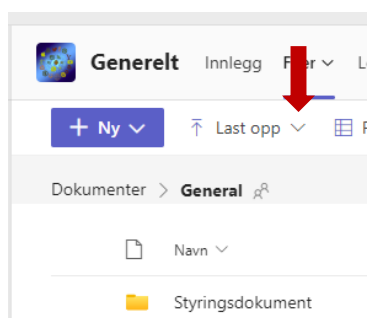 Generelt Innlegg
+ Ny Last opp
Dokumenter > General
Navn
Styringsdokument